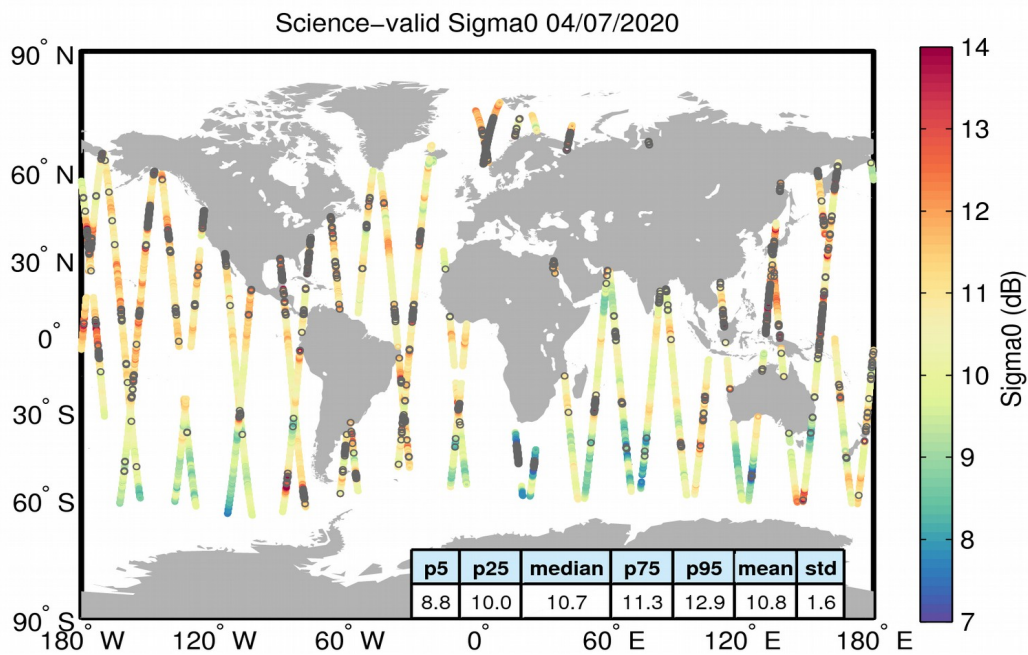 Science−valid Sigma0 04/07/2020
90° N
60° N
30° N
0°
30° S
60° S
90° S
180° W
120° W
60° W
0°
60° E
120° E
180° E
14
13
12
11
10
9
8
7
Sigma0 (dB)
p5 p25 median p75 p95 mean std
8.8 10.0 10.7 11.3 12.9 10.8 1.6